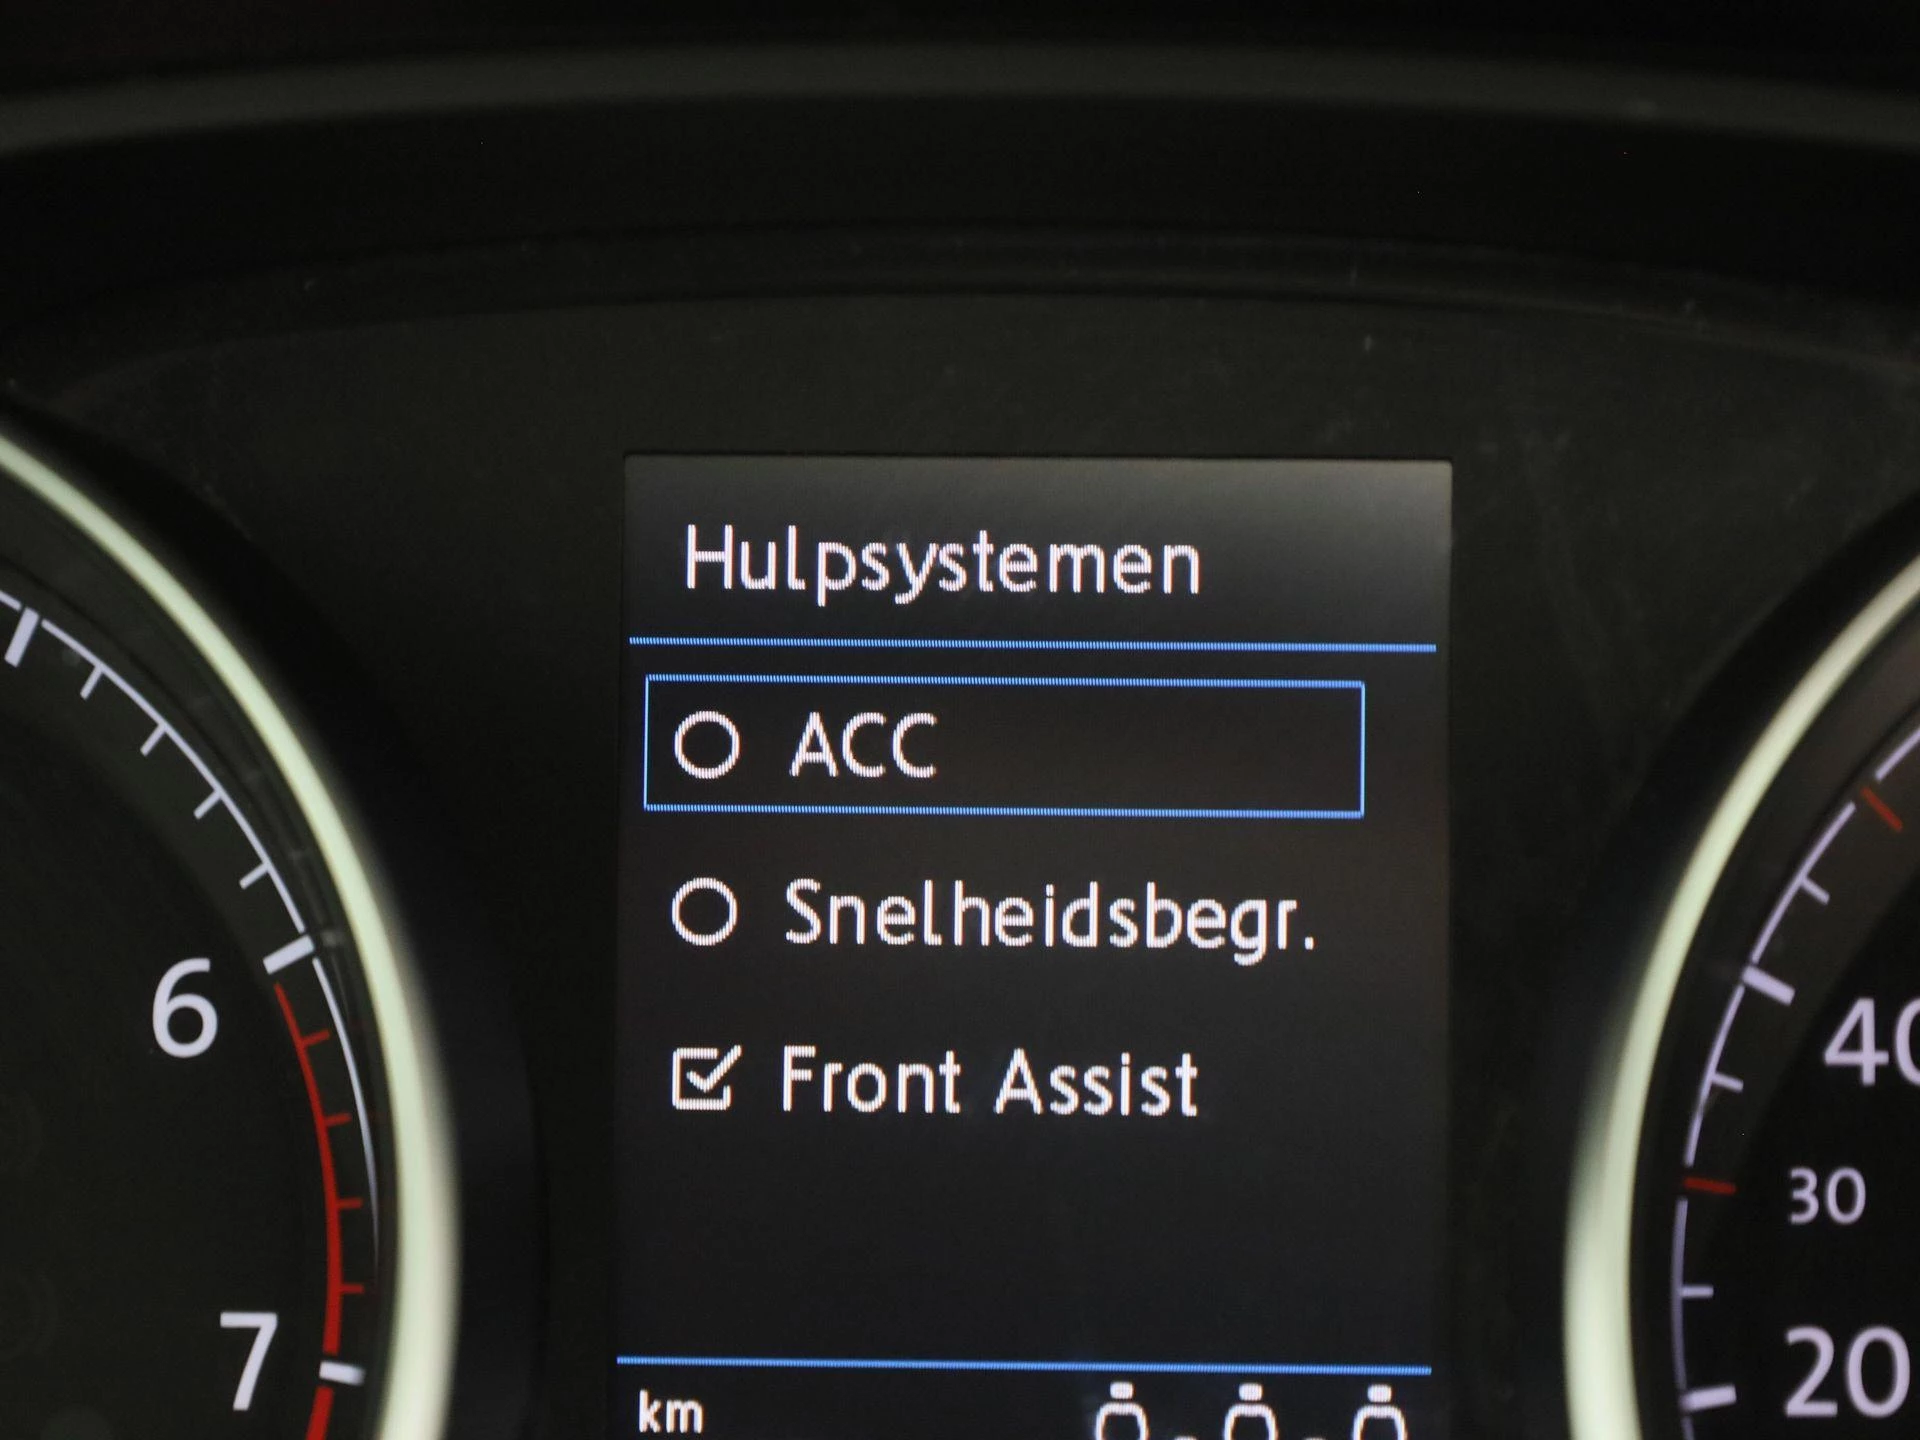 Hulpsystemen
ACC
Snelheidsbegr.
Front Assist
km
6
7
40
30
20